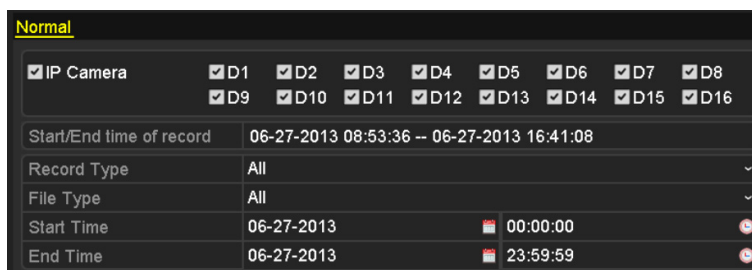 Normal
IP Camera D1 D2 D3 D4 D5 D6 D7 D8
D9 D10 D11 D12 D13 D14 D15 D16
Start/End time of record 06-27-2013 08:53:36 -- 06-27-2013 16:41:08
Record Type All
File Type All
Start Time 06-27-2013 00:00:00
End Time 06-27-2013 23:59:59